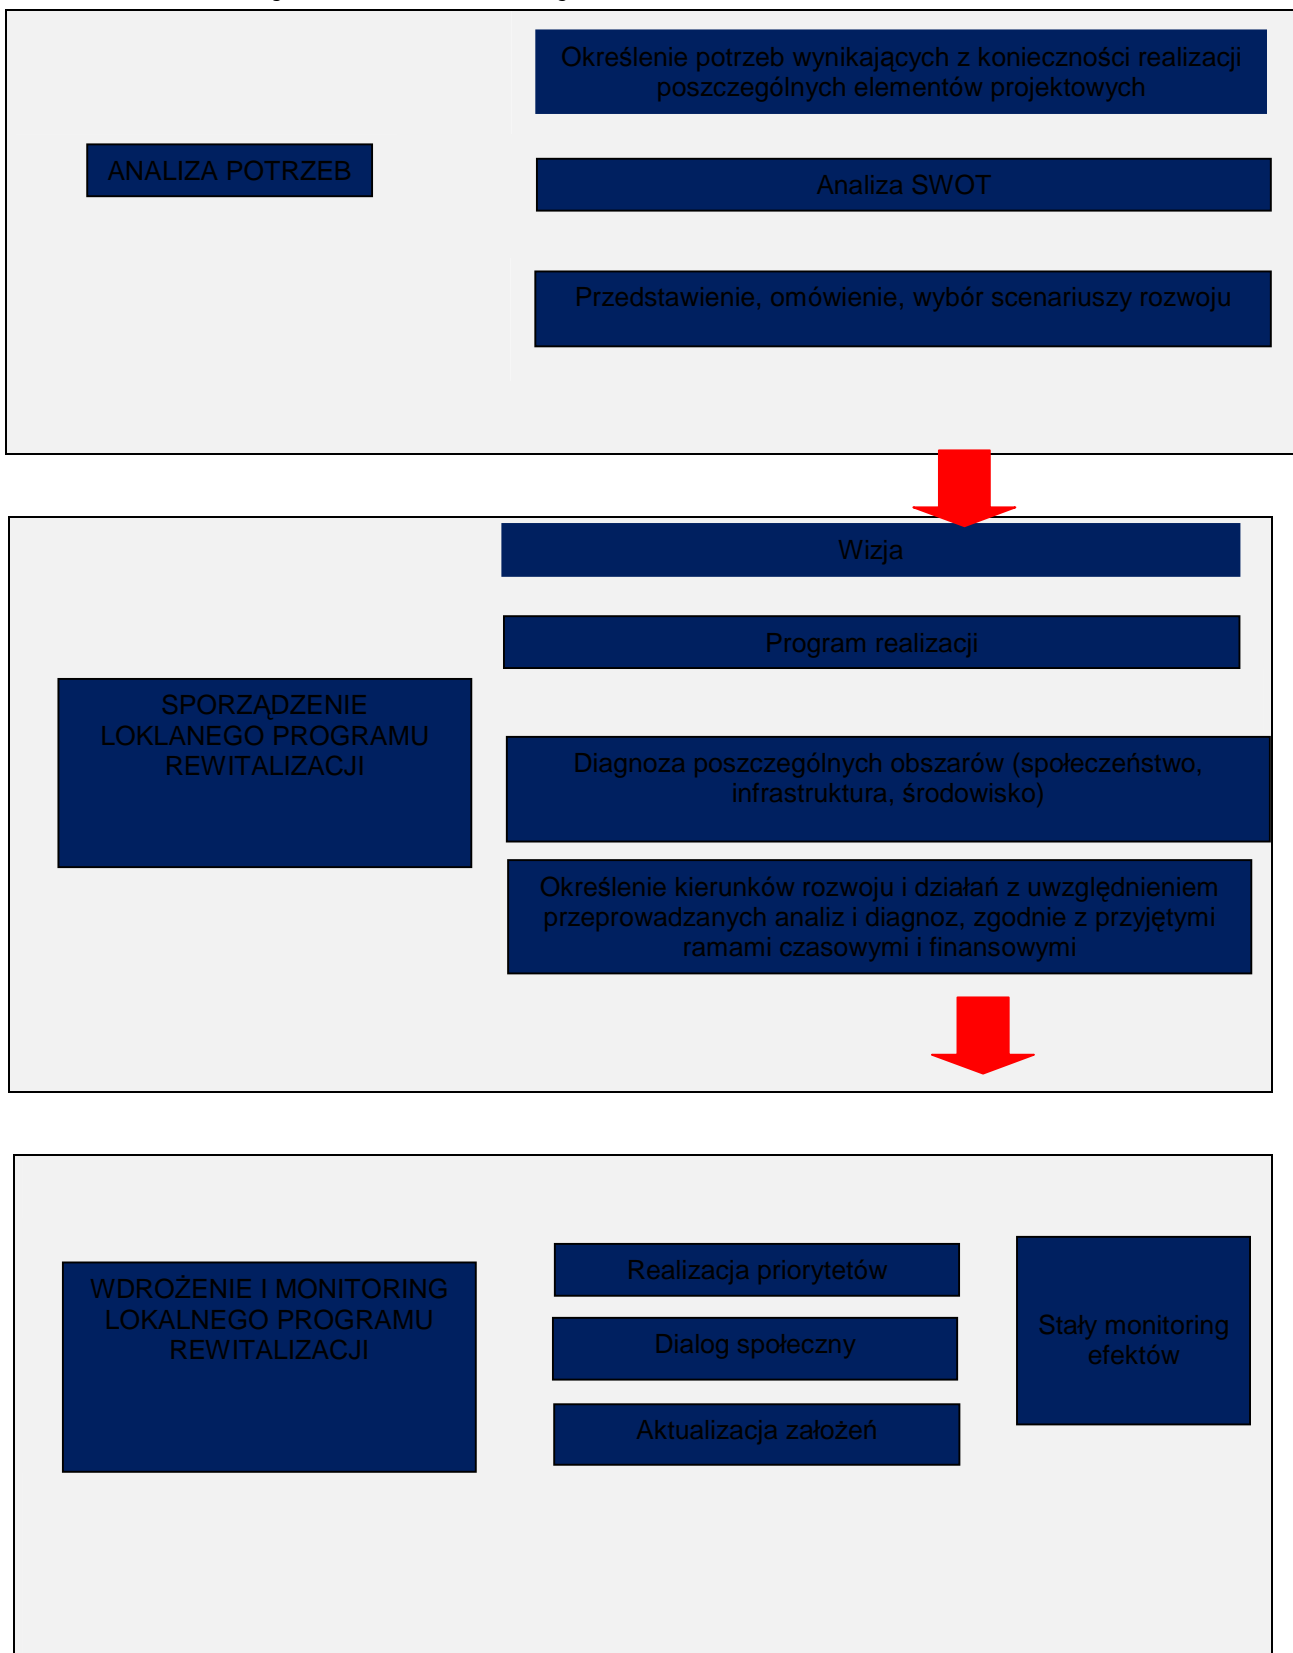 Określenie potrzeb wynikających z konieczności realizacji
poszczególnych elementów projektowych
ANALIZA POTRZEB
Analiza SWOT
Przedstawienie, omówienie, wybór scenariuszy rozwoju
Wizja
Program realizacji
SPORZĄDZENIE
LOKLANEGO PROGRAMU
REWITALIZACJI
Diagnoza poszczególnych obszarów (społeczeństwo,
infrastruktura, środowisko)
Określenie kierunków rozwoju i działań z uwzględnieniem
przeprowadzanych analiz i diagnoz, zgodnie z przyjętymi
ramami czasowymi i finansowymi
WDROŻENIE I MONITORING
LOKALNEGO PROGRAMU
REWITALIZACJI
Realizacja priorytetów
Dialog społeczny
Aktualizacja założeń
Stały monitoring
efektów